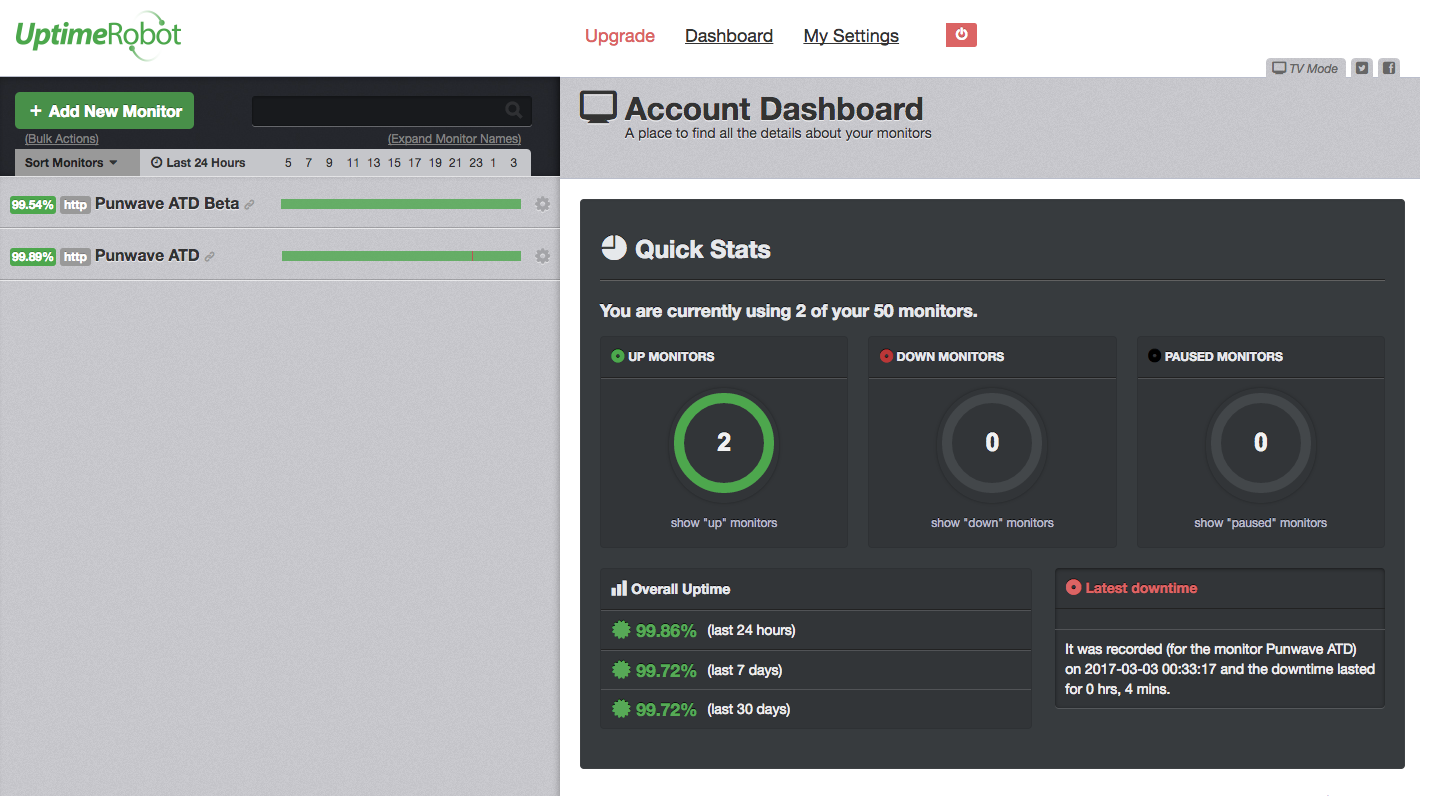 UptimeRobot
Upgrade Dashboard My Settings
TV Mode
+ Add New Monitor
(Bulk Actions) (Expand Monitor Names)
Sort Monitors Last 24 Hours 5 7 9 11 13 15 17 19 21 23 1 3
99.54% http Punwave ATD Beta
99.89% http Punwave ATD
Account Dashboard
A place to find all the details about your monitors
Quick Stats
You are currently using 2 of your 50 monitors.
UP MONITORS
2
show "up" monitors
DOWN MONITORS
0
show "down" monitors
PAUSED MONITORS
0
show "paused" monitors
Overall Uptime
99.86% (last 24 hours)
99.72% (last 7 days)
99.72% (last 30 days)
Latest downtime
It was recorded (for the monitor Punwave ATD)
on 2017-03-03 00:33:17 and the downtime lasted
for 0 hrs, 4 mins.